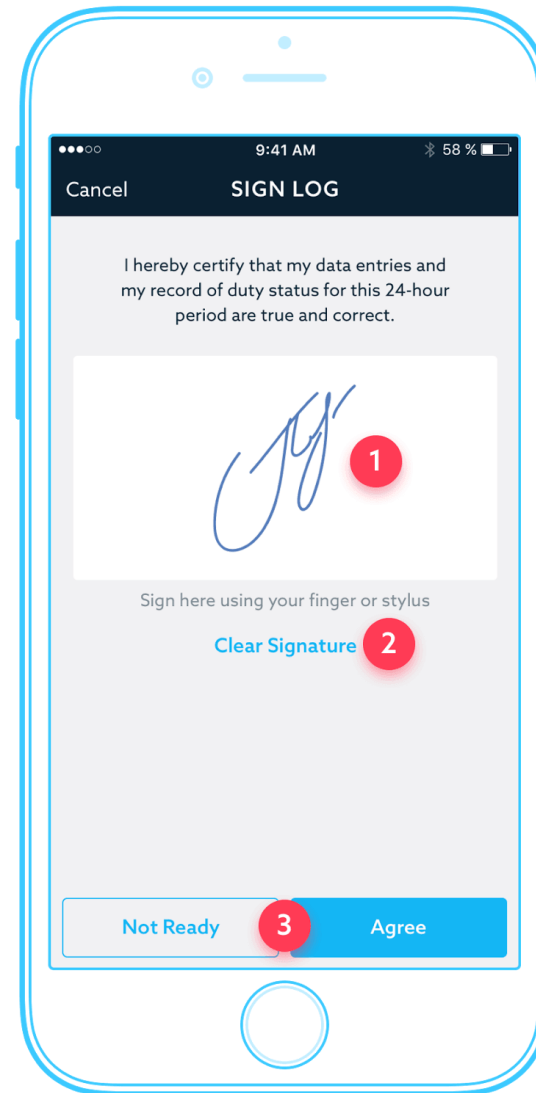 9:41 AM
58 %
Cancel
SIGN LOG
I hereby certify that my data entries and
my record of duty status for this 24-hour
period are true and correct.
1
Sign here using your finger or stylus
Clear Signature 2
Not Ready 3 Agree